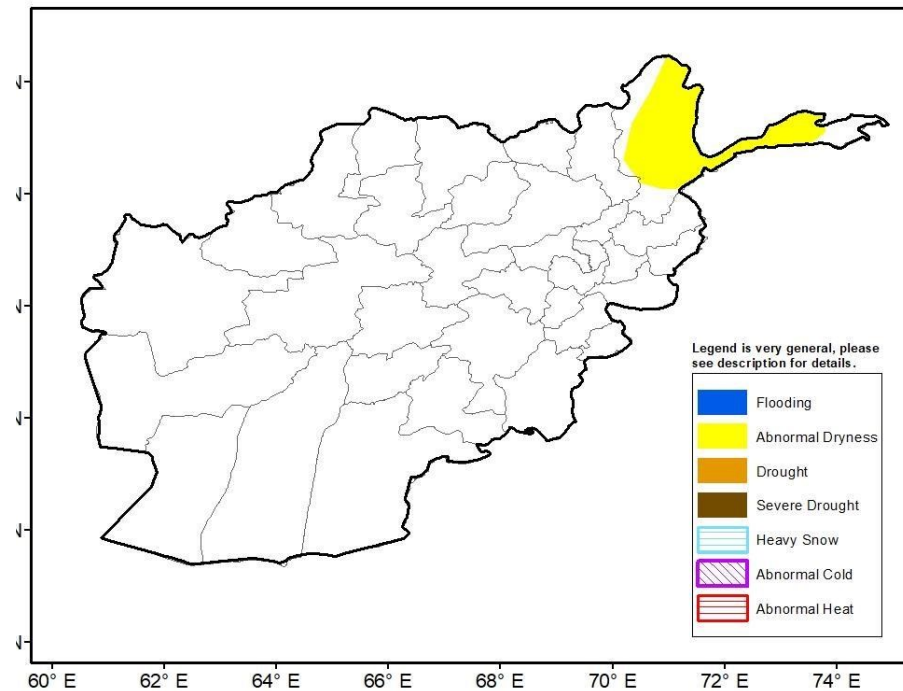 Legend is very general, please
see description for details.
Flooding
Abnormal Dryness
Drought
Severe Drought
Heavy Snow
Abnormal Cold
Abnormal Heat
60° E 62° E 64° E 66° E 68° E 70° E 72° E 74° E